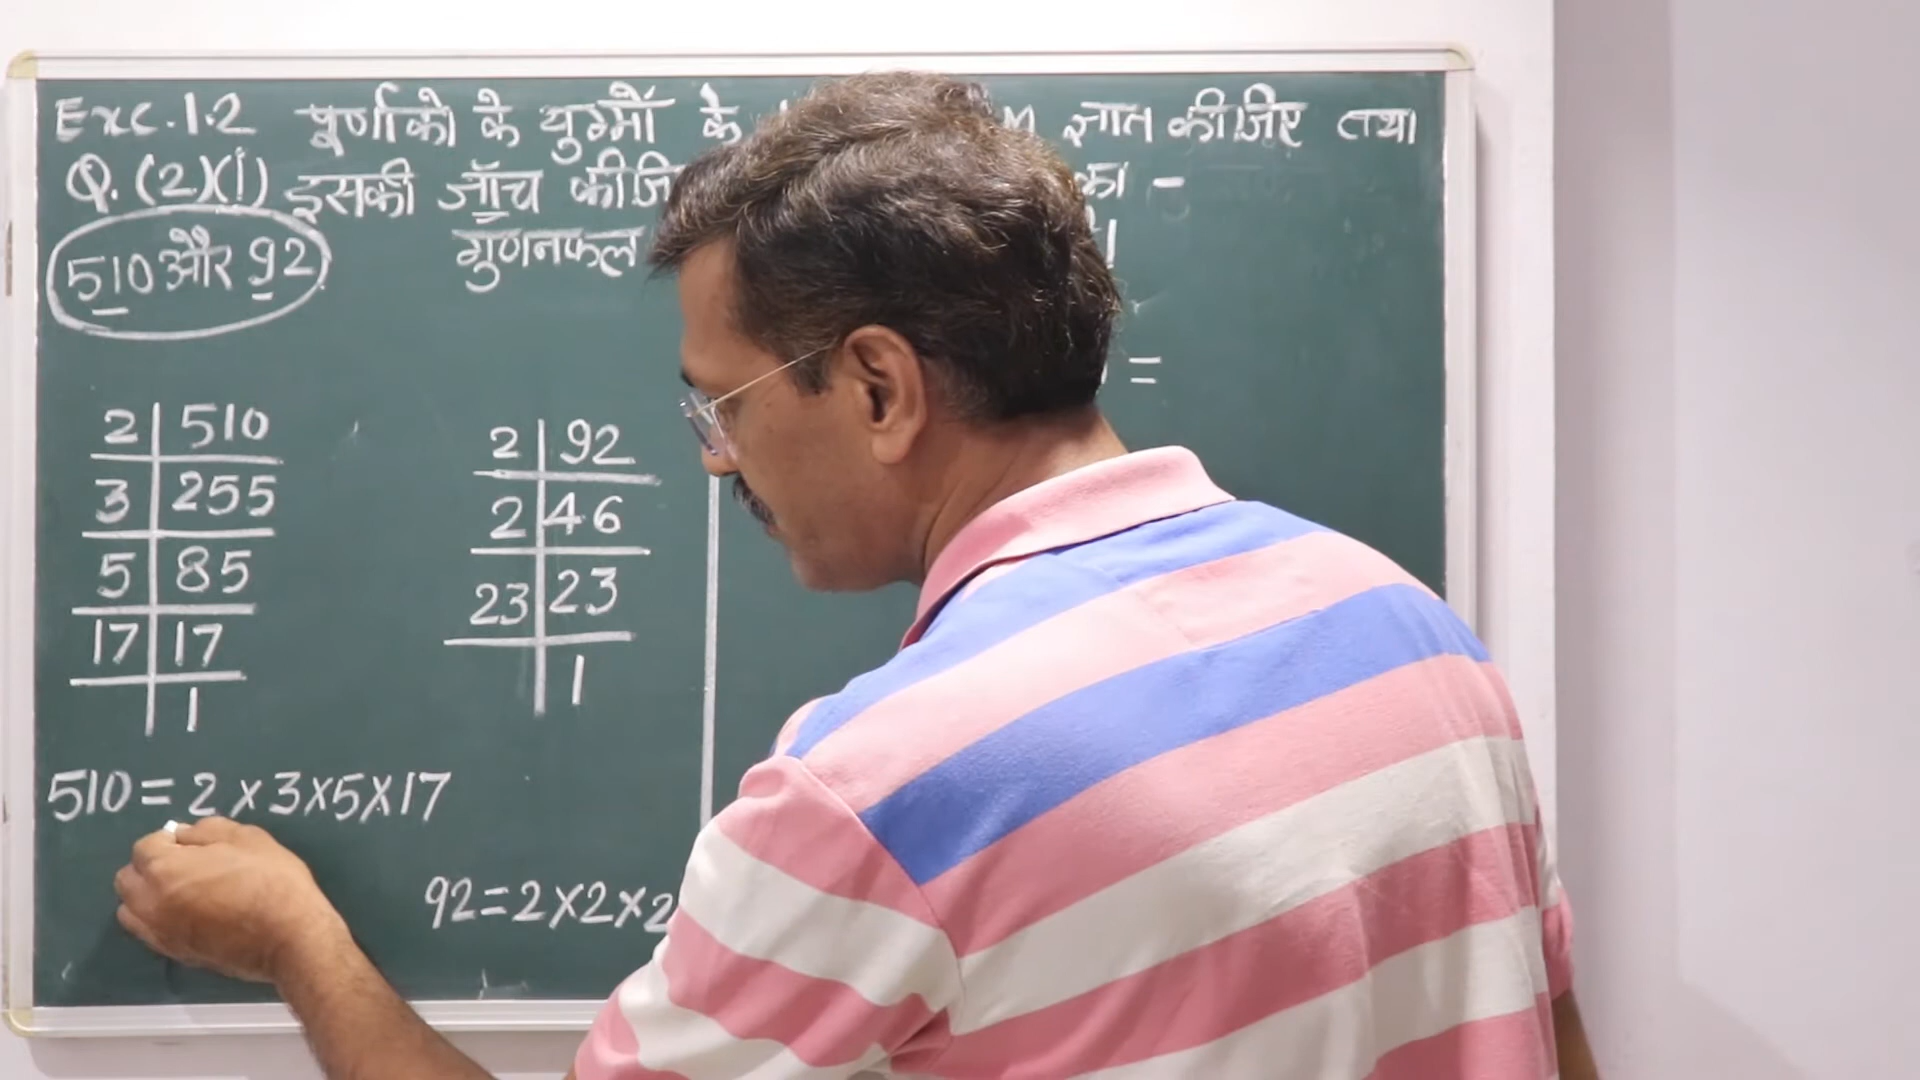 Exc. 1.2 पूर्णाको के युग्मों के ज्ञात कीजिए तथा
Q. (2)(i) इसकी जाँच का -
510 और 92 गुणनफल
=
2 | 510
3 | 255
5 | 85
17 | 17
1
2 | 92
2 | 46
23 | 23
1
510 = 2 × 3 × 5 × 17
92 = 2 × 2 ×